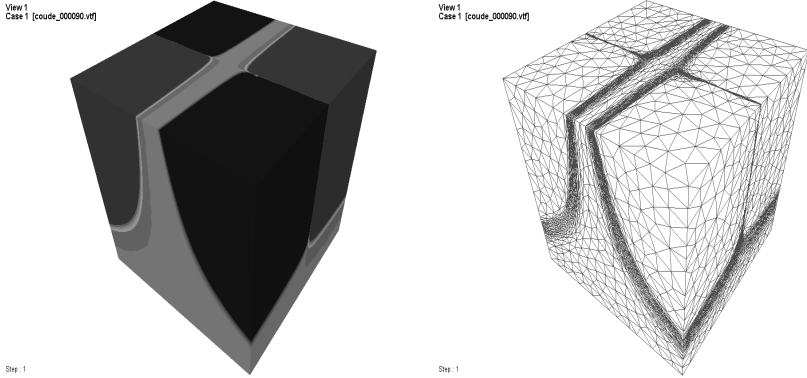 View 1
Case 1 [coude_000090.vtf]
Step : 1
View 1
Case 1 [coude_000090.vtf]
Step : 1